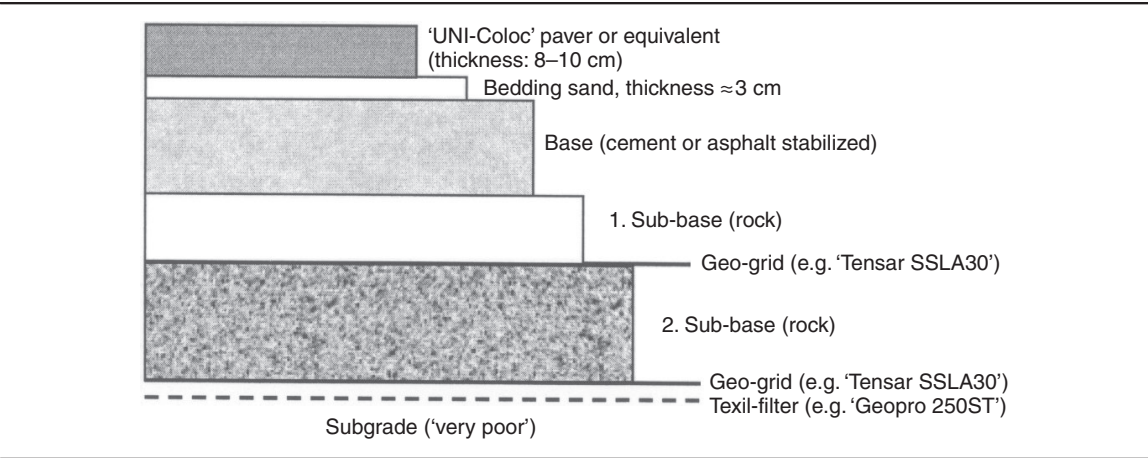 ‘UNI-Coloc’ paver or equivalent
(thickness: 8–10 cm)
Bedding sand, thickness ≈3 cm
Base (cement or asphalt stabilized)
1. Sub-base (rock)
Geo-grid (e.g. ‘Tensar SSLA30’)
2. Sub-base (rock)
Geo-grid (e.g. ‘Tensar SSLA30’)
Texil-filter (e.g. ‘Geopro 250ST’)
Subgrade (‘very poor’)